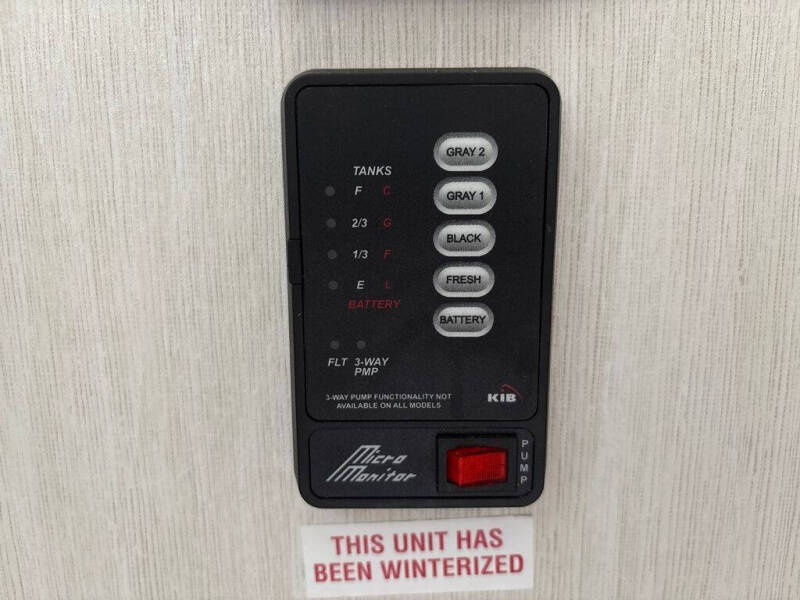 GRAY 2
TANKS
F C
GRAY 1
2/3 G
BLACK
1/3 F
FRESH
E L
BATTERY
BATTERY
FLT 3-WAY
PMP
3-WAY PUMP FUNCTIONALITY NOT
AVAILABLE ON ALL MODELS
KIB
Micro
Monitor
PUMP
THIS UNIT HAS
BEEN WINTERIZED